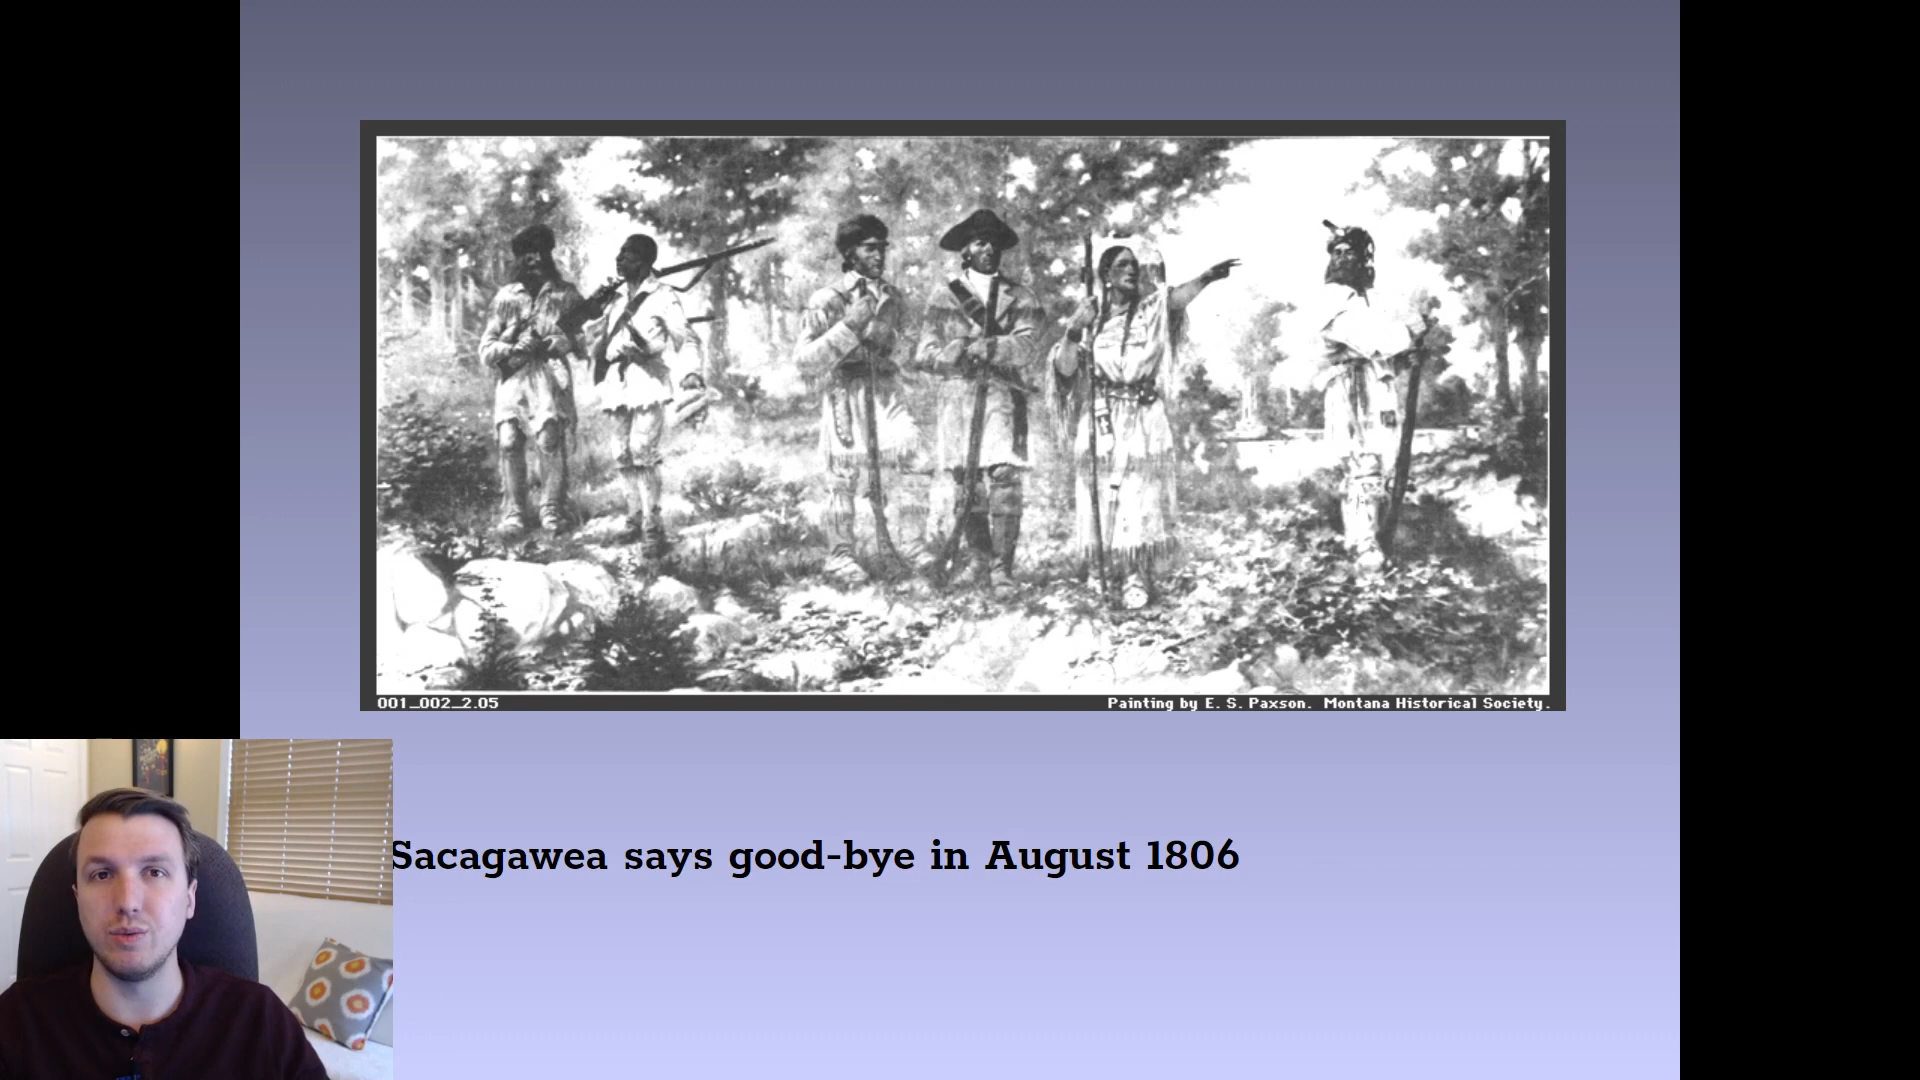 001_002_2.05
Painting by E. S. Paxson. Montana Historical Society.
Sacagawea says good-bye in August 1806